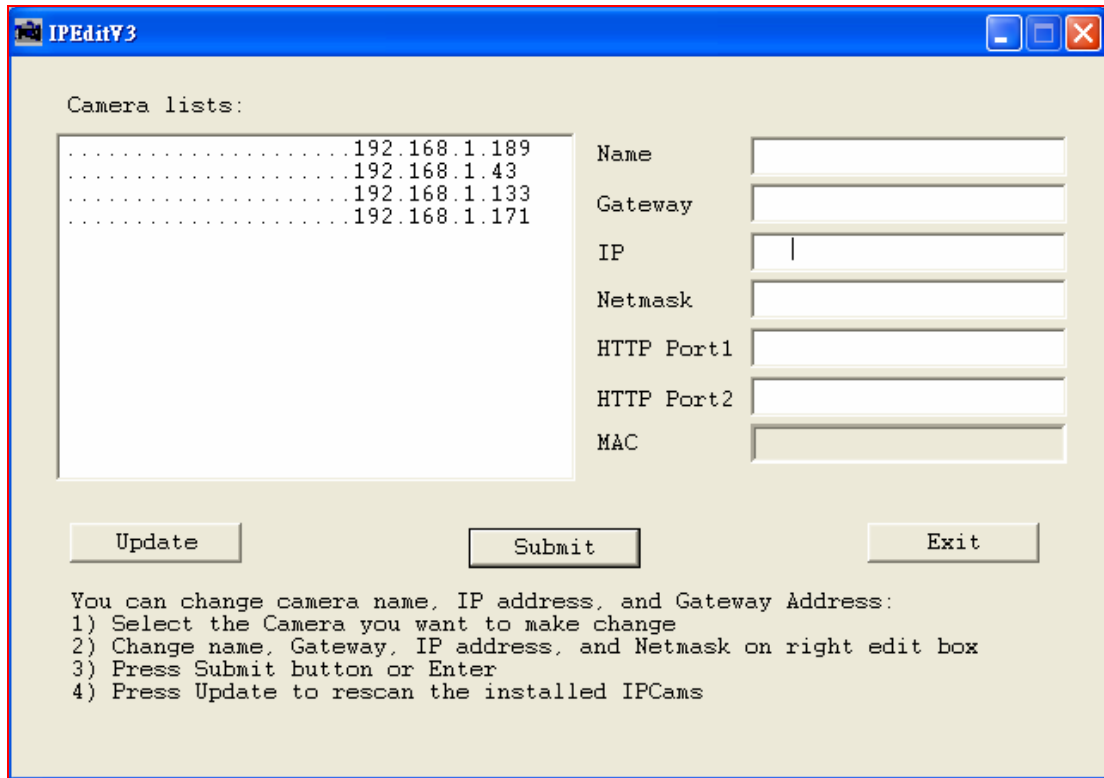 IPEditV3
Camera lists:
.....................192.168.1.189
.....................192.168.1.43
.....................192.168.1.133
.....................192.168.1.171
Name
Gateway
IP
Netmask
HTTP Port1
HTTP Port2
MAC
Update
Submit
Exit
You can change camera name, IP address, and Gateway Address:
1) Select the Camera you want to make change
2) Change name, Gateway, IP address, and Netmask on right edit box
3) Press Submit button or Enter
4) Press Update to rescan the installed IPCams